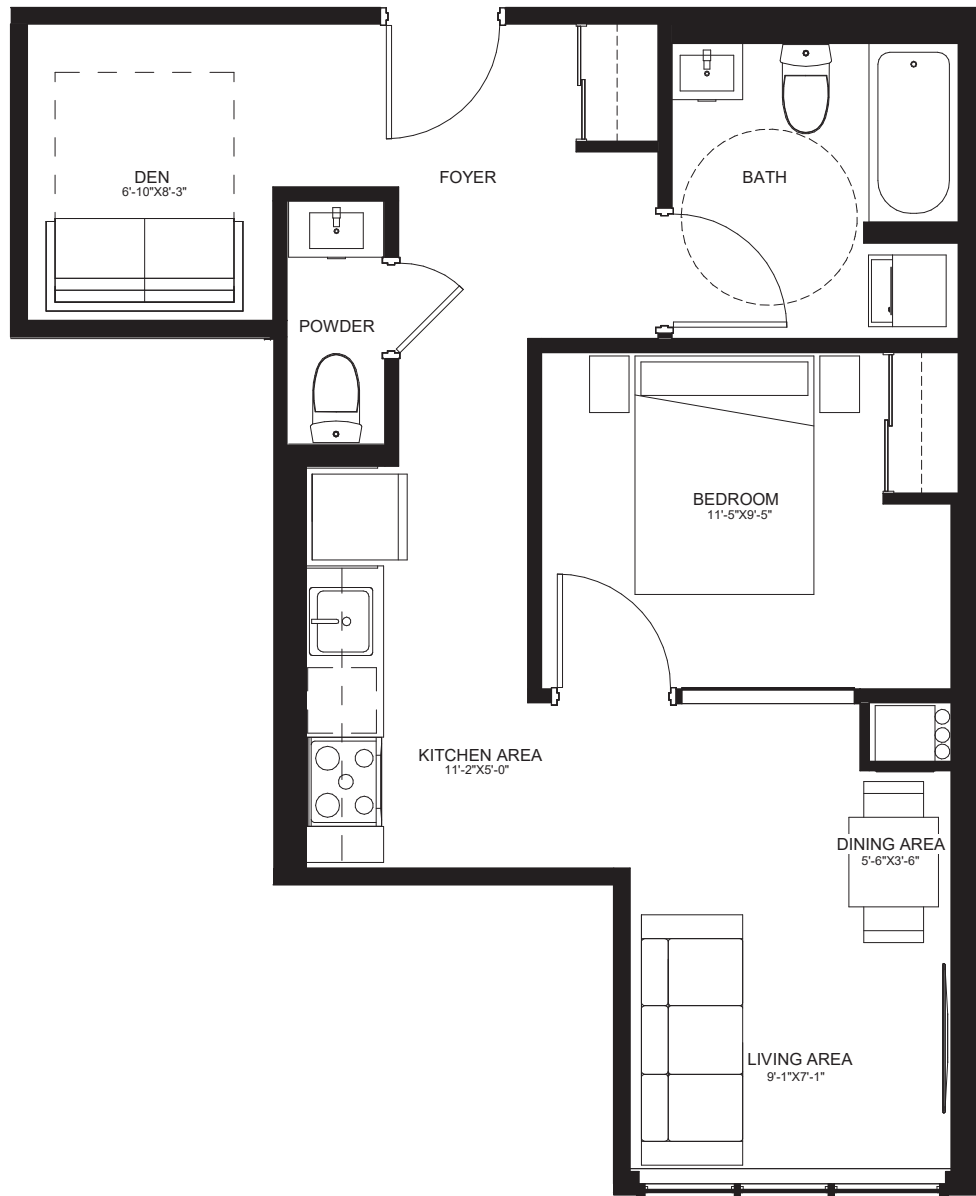 DEN
6'-10"X8'-3"
FOYER
BATH
POWDER
BEDROOM
11'-5"X9'-5"
KITCHEN AREA
11'-2"X5'-0"
DINING AREA
5'-6"X3'-6"
LIVING AREA
9'-1"X7'-1"